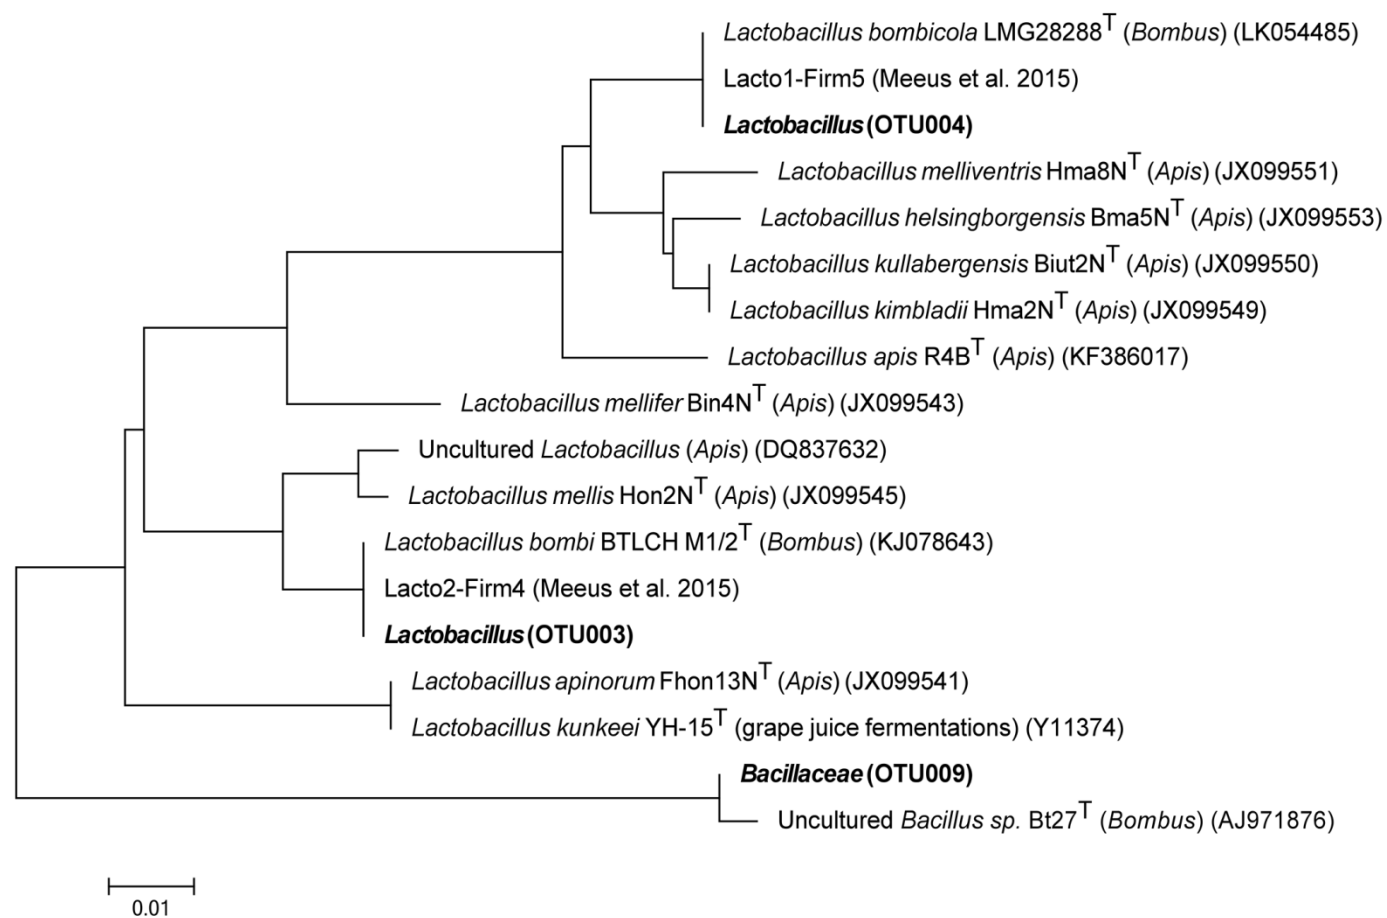 Lactobacillus bombicola LMG28288T (Bombus) (LK054485)
Lacto1-Firm5 (Meeus et al. 2015)
Lactobacillus (OTU004)
Lactobacillus melliventris Hma8NT (Apis) (JX099551)
Lactobacillus helsingborgensis Bma5NT (Apis) (JX099553)
Lactobacillus kullabergensis Biut2NT (Apis) (JX099550)
Lactobacillus kimbladii Hma2NT (Apis) (JX099549)
Lactobacillus apis R4BT (Apis) (KF386017)
Lactobacillus mellifer Bin4NT (Apis) (JX099543)
Uncultured Lactobacillus (Apis) (DQ837632)
Lactobacillus mellis Hon2NT (Apis) (JX099545)
Lactobacillus bombi BTLCH M1/2T (Bombus) (KJ078643)
Lacto2-Firm4 (Meeus et al. 2015)
Lactobacillus (OTU003)
Lactobacillus apinorum Fhon13NT (Apis) (JX099541)
Lactobacillus kunkeei YH-15T (grape juice fermentations) (Y11374)
Bacillaceae (OTU009)
Uncultured Bacillus sp. Bt27T (Bombus) (AJ971876)
0.01